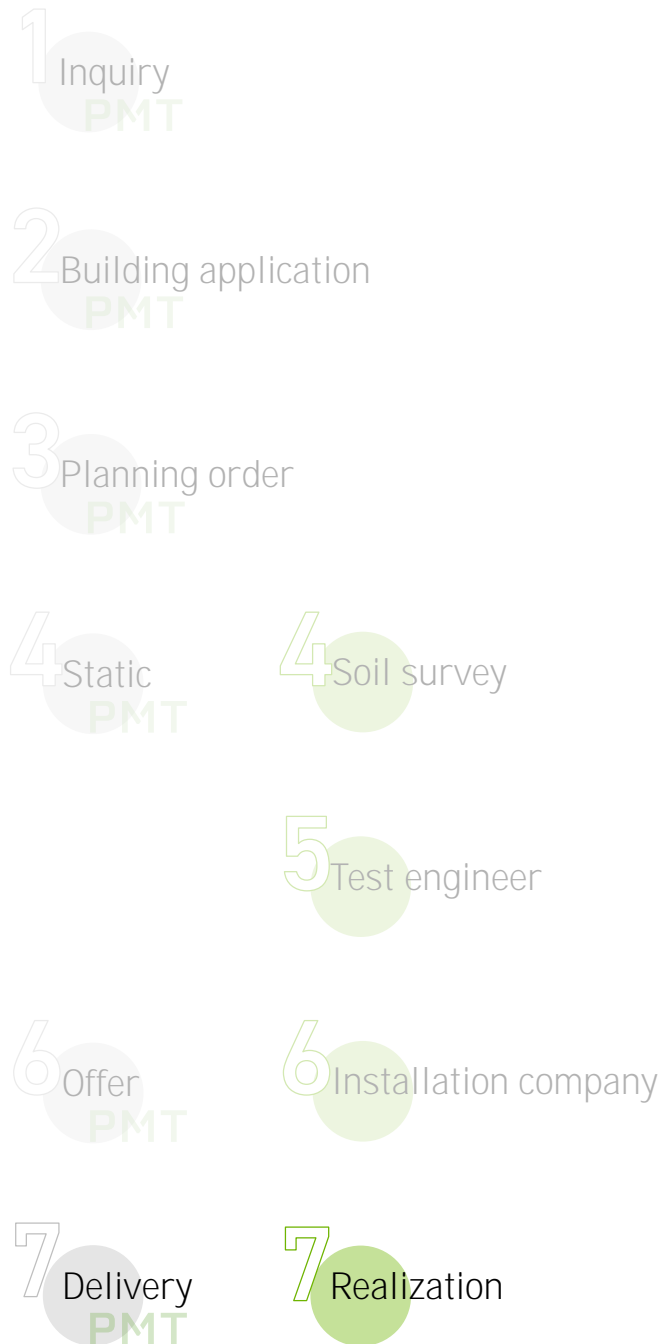 1 Inquiry
PMT
2 Building application
PMT
3 Planning order
PMT
4 Static
PMT
4 Soil survey
5 Test engineer
6 Offer
PMT
6 Installation company
7 Delivery
PMT
7 Realization